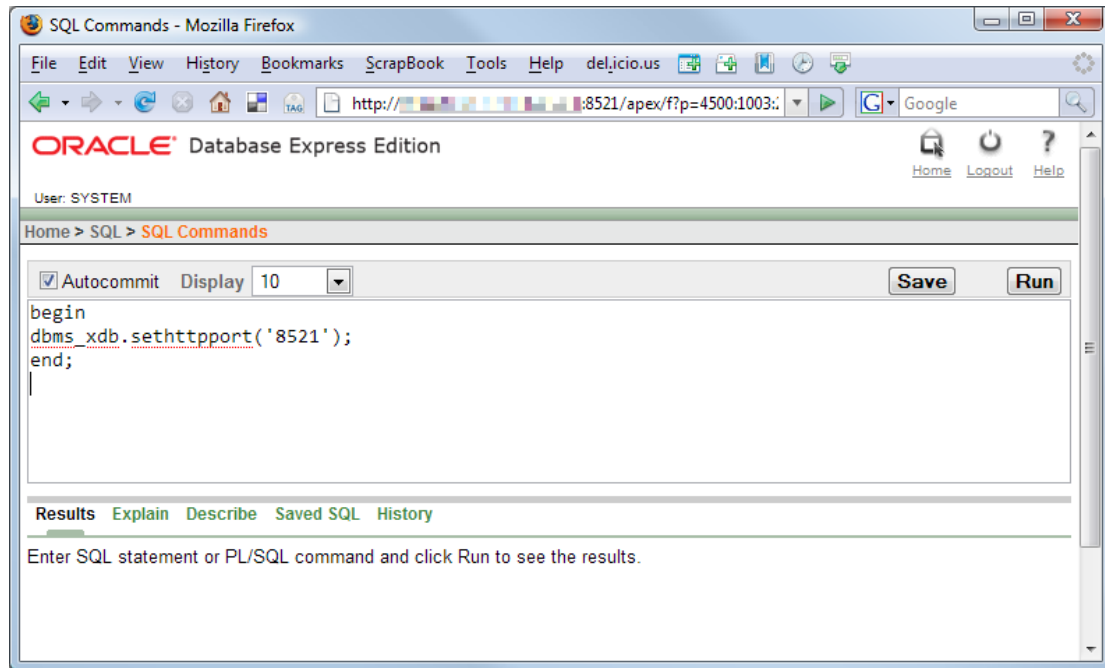 SQL Commands - Mozilla Firefox
File Edit View History Bookmarks ScrapBook Tools Help del.icio.us
TAG http:// :8521/apex/f?p=4500:1003: G Google
ORACLE Database Express Edition
Home Logout Help
User: SYSTEM
Home > SQL > SQL Commands
Autocommit Display 10 Save Run
begin
dbms_xdb.sethttpport('8521');
end;
Results Explain Describe Saved SQL History
Enter SQL statement or PL/SQL command and click Run to see the results.